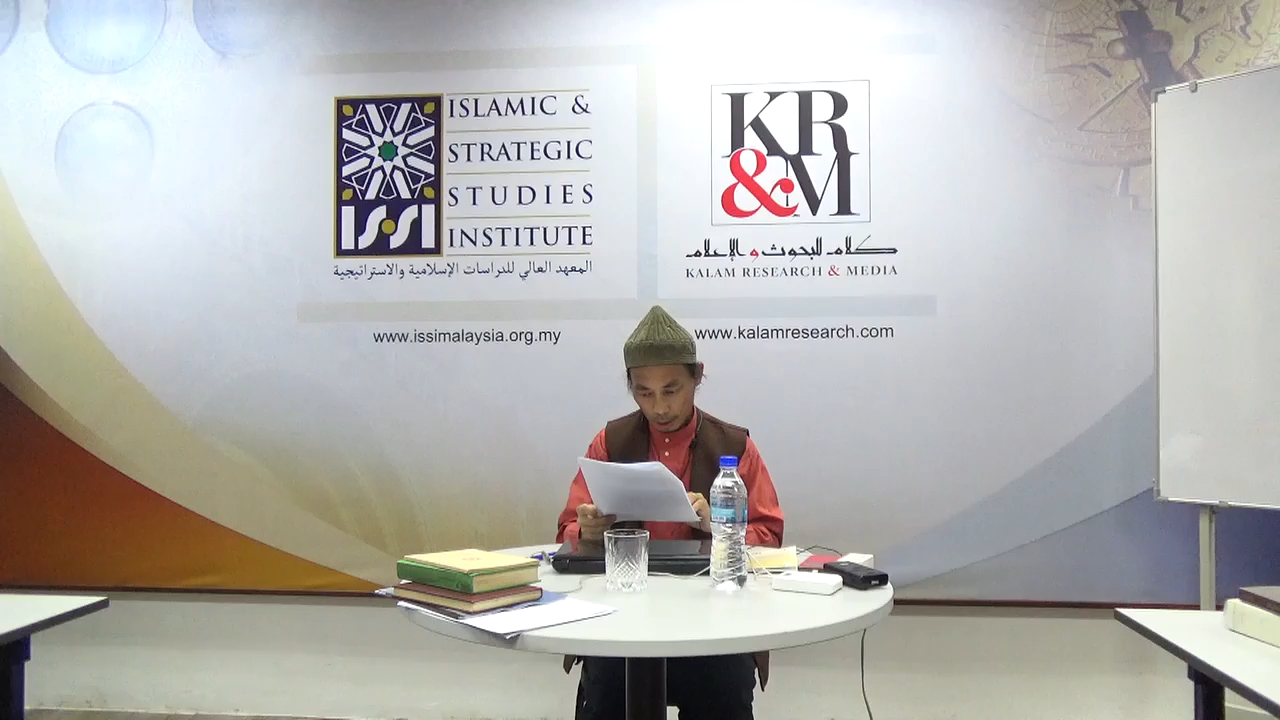 ISLAMIC &
STRATEGIC
STUDIES
INSTITUTE
ISSI
المعهد العالي للدراسات الإسلامية والاستراتيجية
www.issimalaysia.org.my
KR
&M
كلام للبحوث و الإعلام
KALAM RESEARCH & MEDIA
www.kalamresearch.com